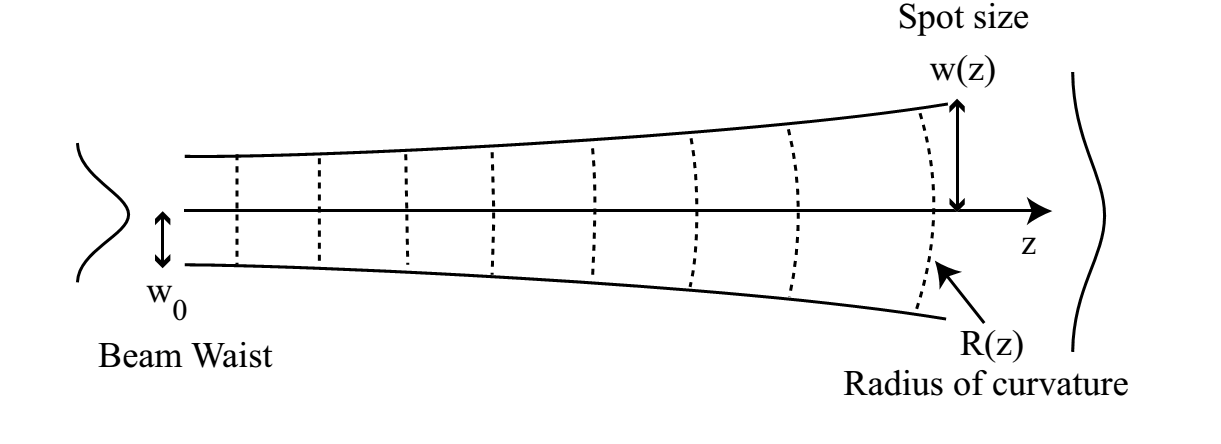 Spot size
w(z)
z
w₀
Beam Waist
R(z)
Radius of curvature